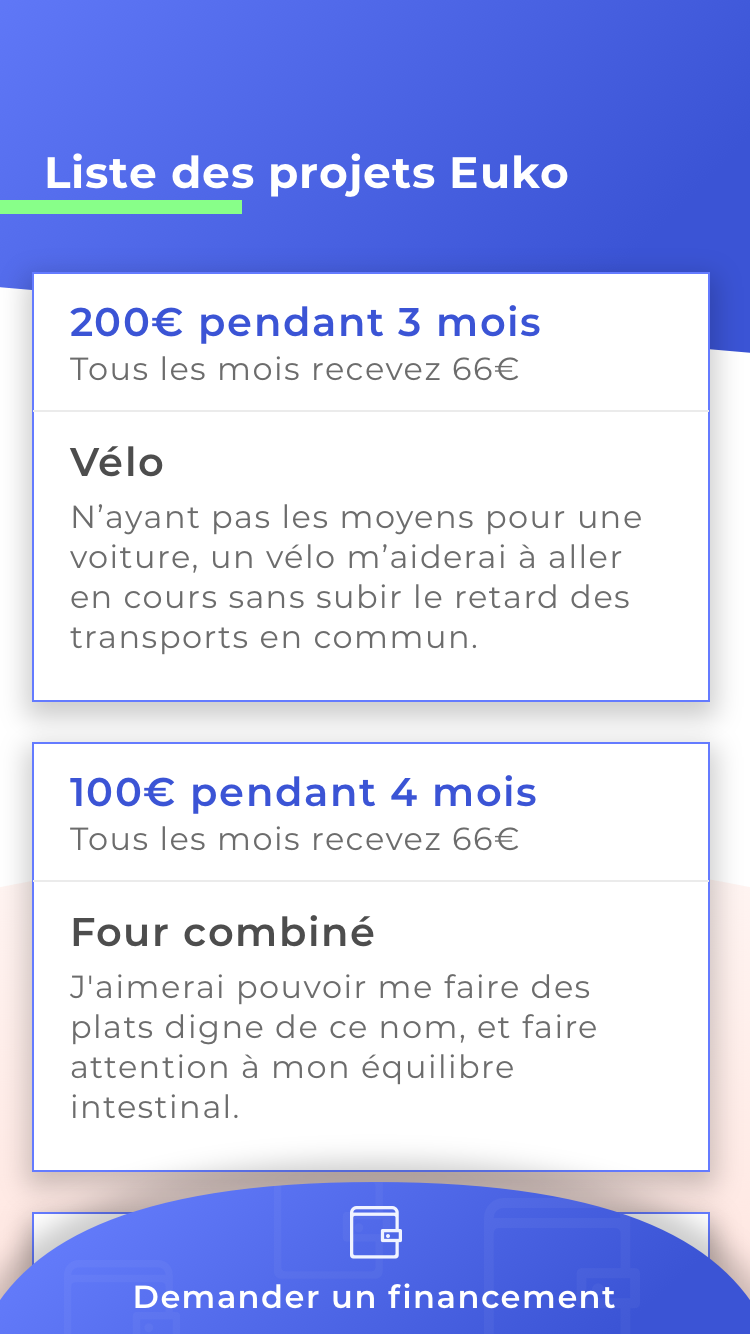 Liste des projets Euko
200€ pendant 3 mois
Tous les mois recevez 66€
Vélo
N’ayant pas les moyens pour une
voiture, un vélo m’aiderai à aller
en cours sans subir le retard des
transports en commun.
100€ pendant 4 mois
Tous les mois recevez 66€
Four combiné
J'aimerai pouvoir me faire des
plats digne de ce nom, et faire
attention à mon équilibre
intestinal.
Demander un financement